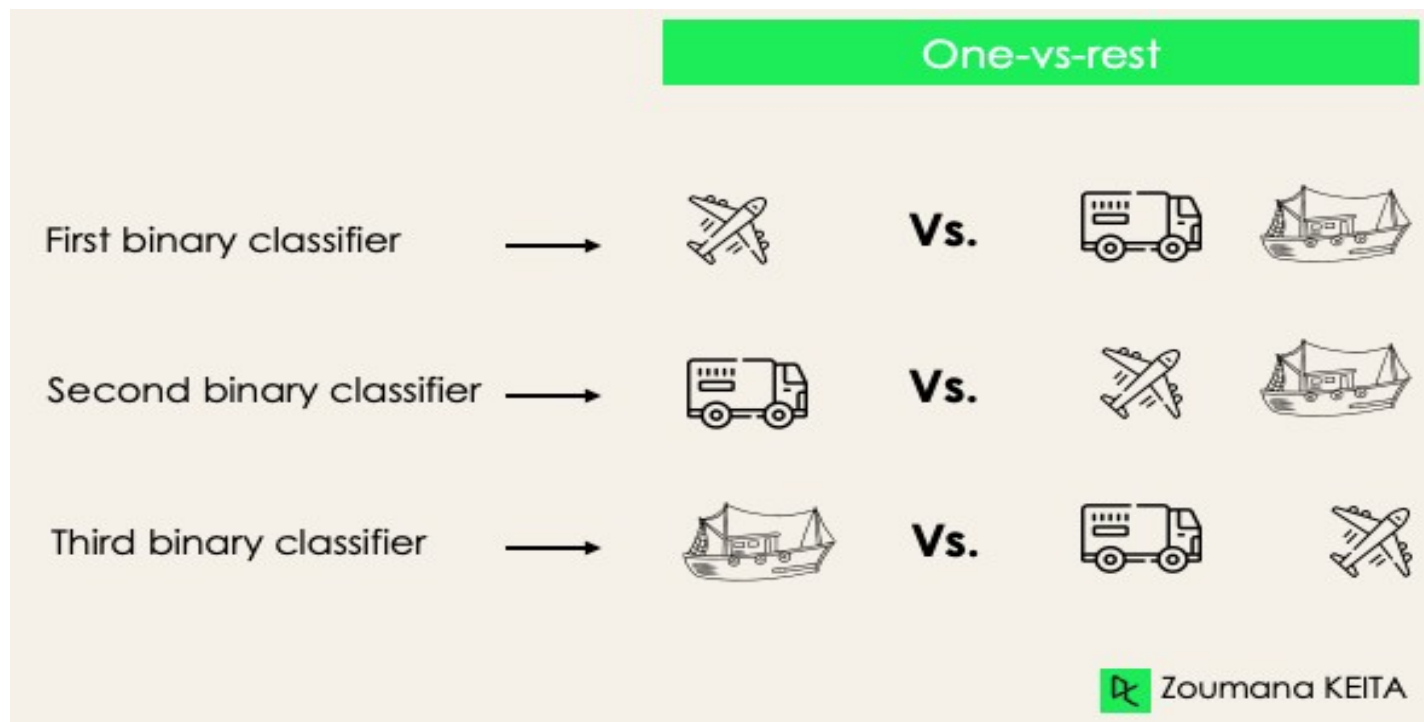 One-vs-rest
First binary classifier
Vs.
Second binary classifier
Vs.
Third binary classifier
Vs.
Zoumana KEITA